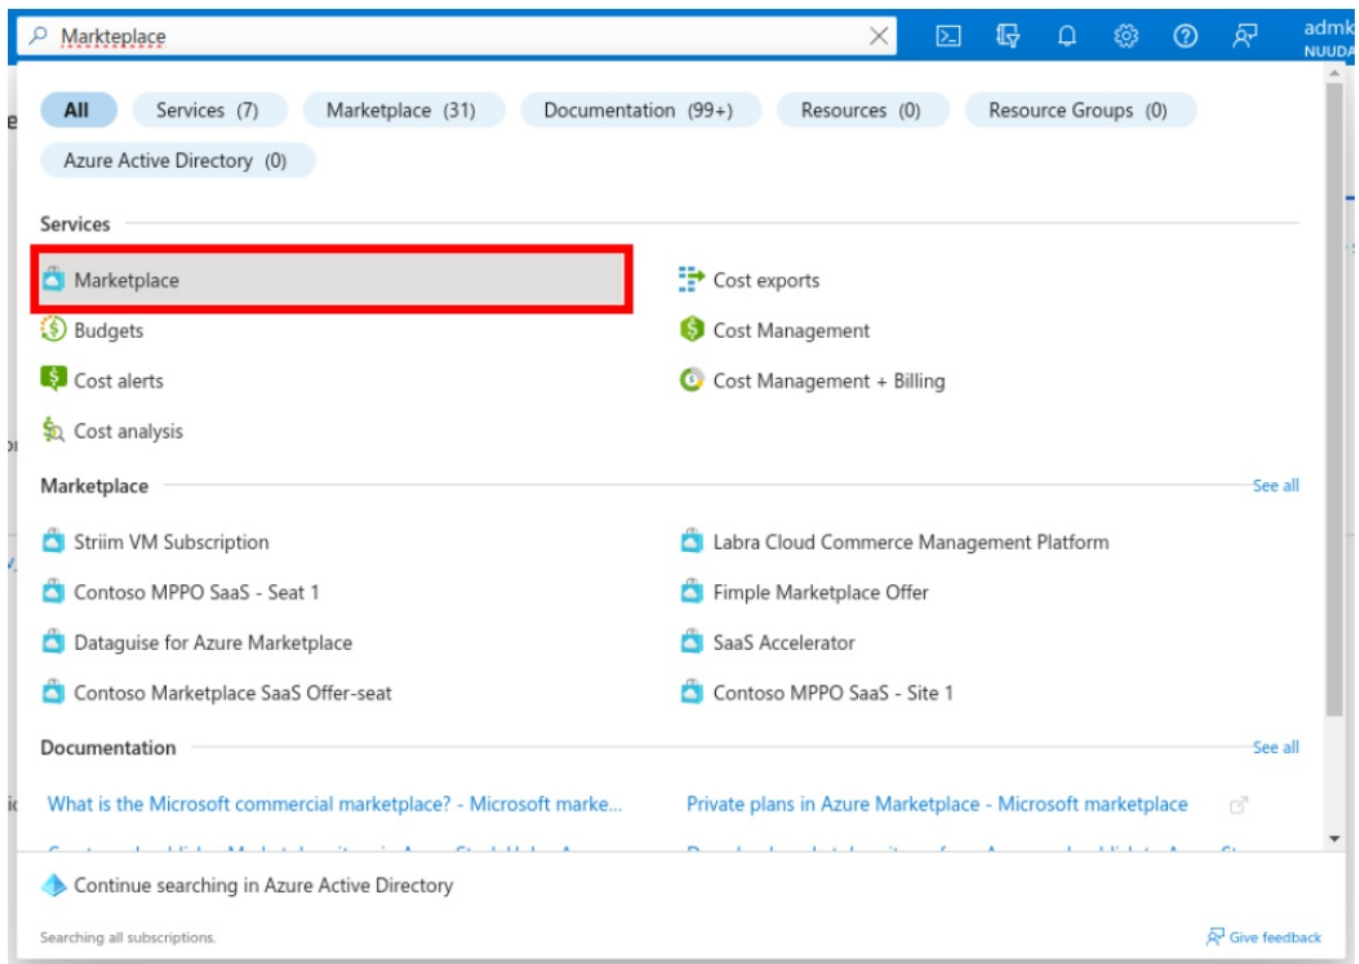 Markteplace
admk
NUUDA
All
Services (7)
Marketplace (31)
Documentation (99+)
Resources (0)
Resource Groups (0)
Azure Active Directory (0)
Services
Marketplace
Cost exports
Budgets
Cost Management
Cost alerts
Cost Management + Billing
Cost analysis
Marketplace
See all
Striim VM Subscription
Labra Cloud Commerce Management Platform
Contoso MPPO SaaS - Seat 1
Fimple Marketplace Offer
Dataguise for Azure Marketplace
SaaS Accelerator
Contoso Marketplace SaaS Offer-seat
Contoso MPPO SaaS - Site 1
Documentation
See all
What is the Microsoft commercial marketplace? - Microsoft marke...
Private plans in Azure Marketplace - Microsoft marketplace
Continue searching in Azure Active Directory
Searching all subscriptions.
Give feedback